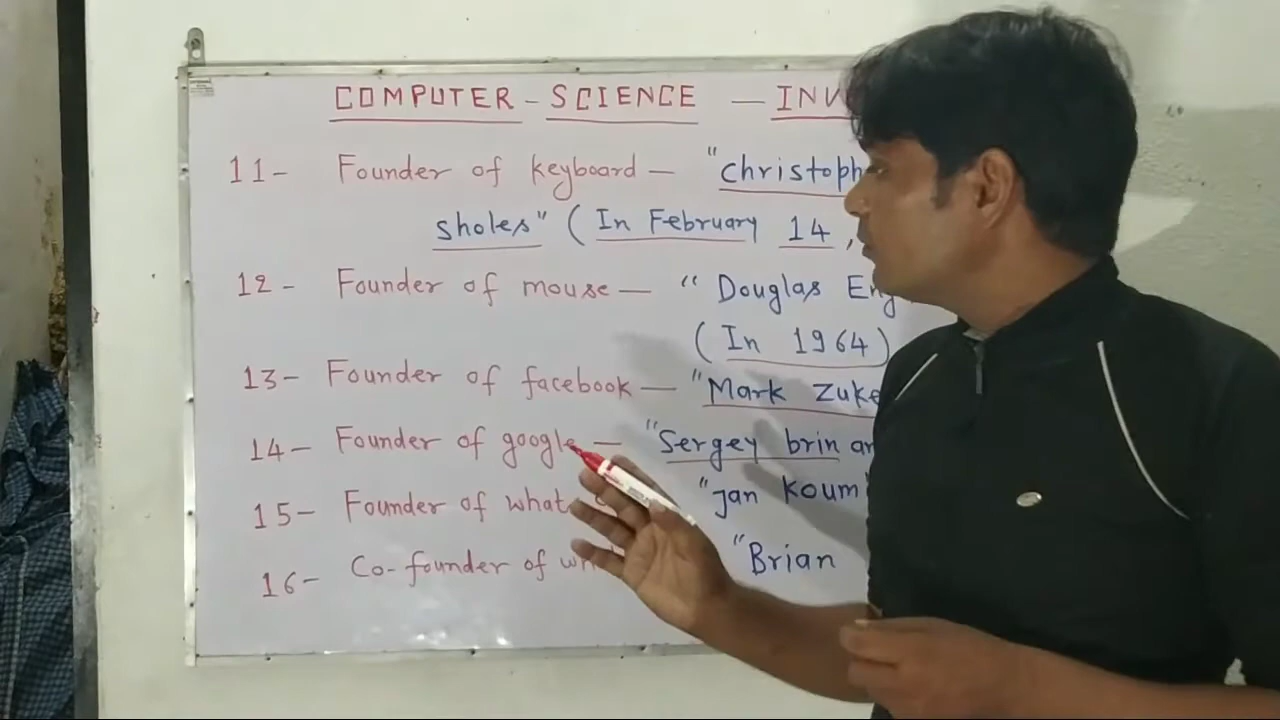 COMPUTER - SCIENCE - INV
11- Founder of keyboard - "christoph
sholes" (In February 14,
12- Founder of mouse - "Douglas Eng
(In 1964)
13- Founder of facebook - "Mark Zuke
14- Founder of google - "Sergey brin an
15- Founder of what "Jan Koum"
16- Co-founder of wh "Brian